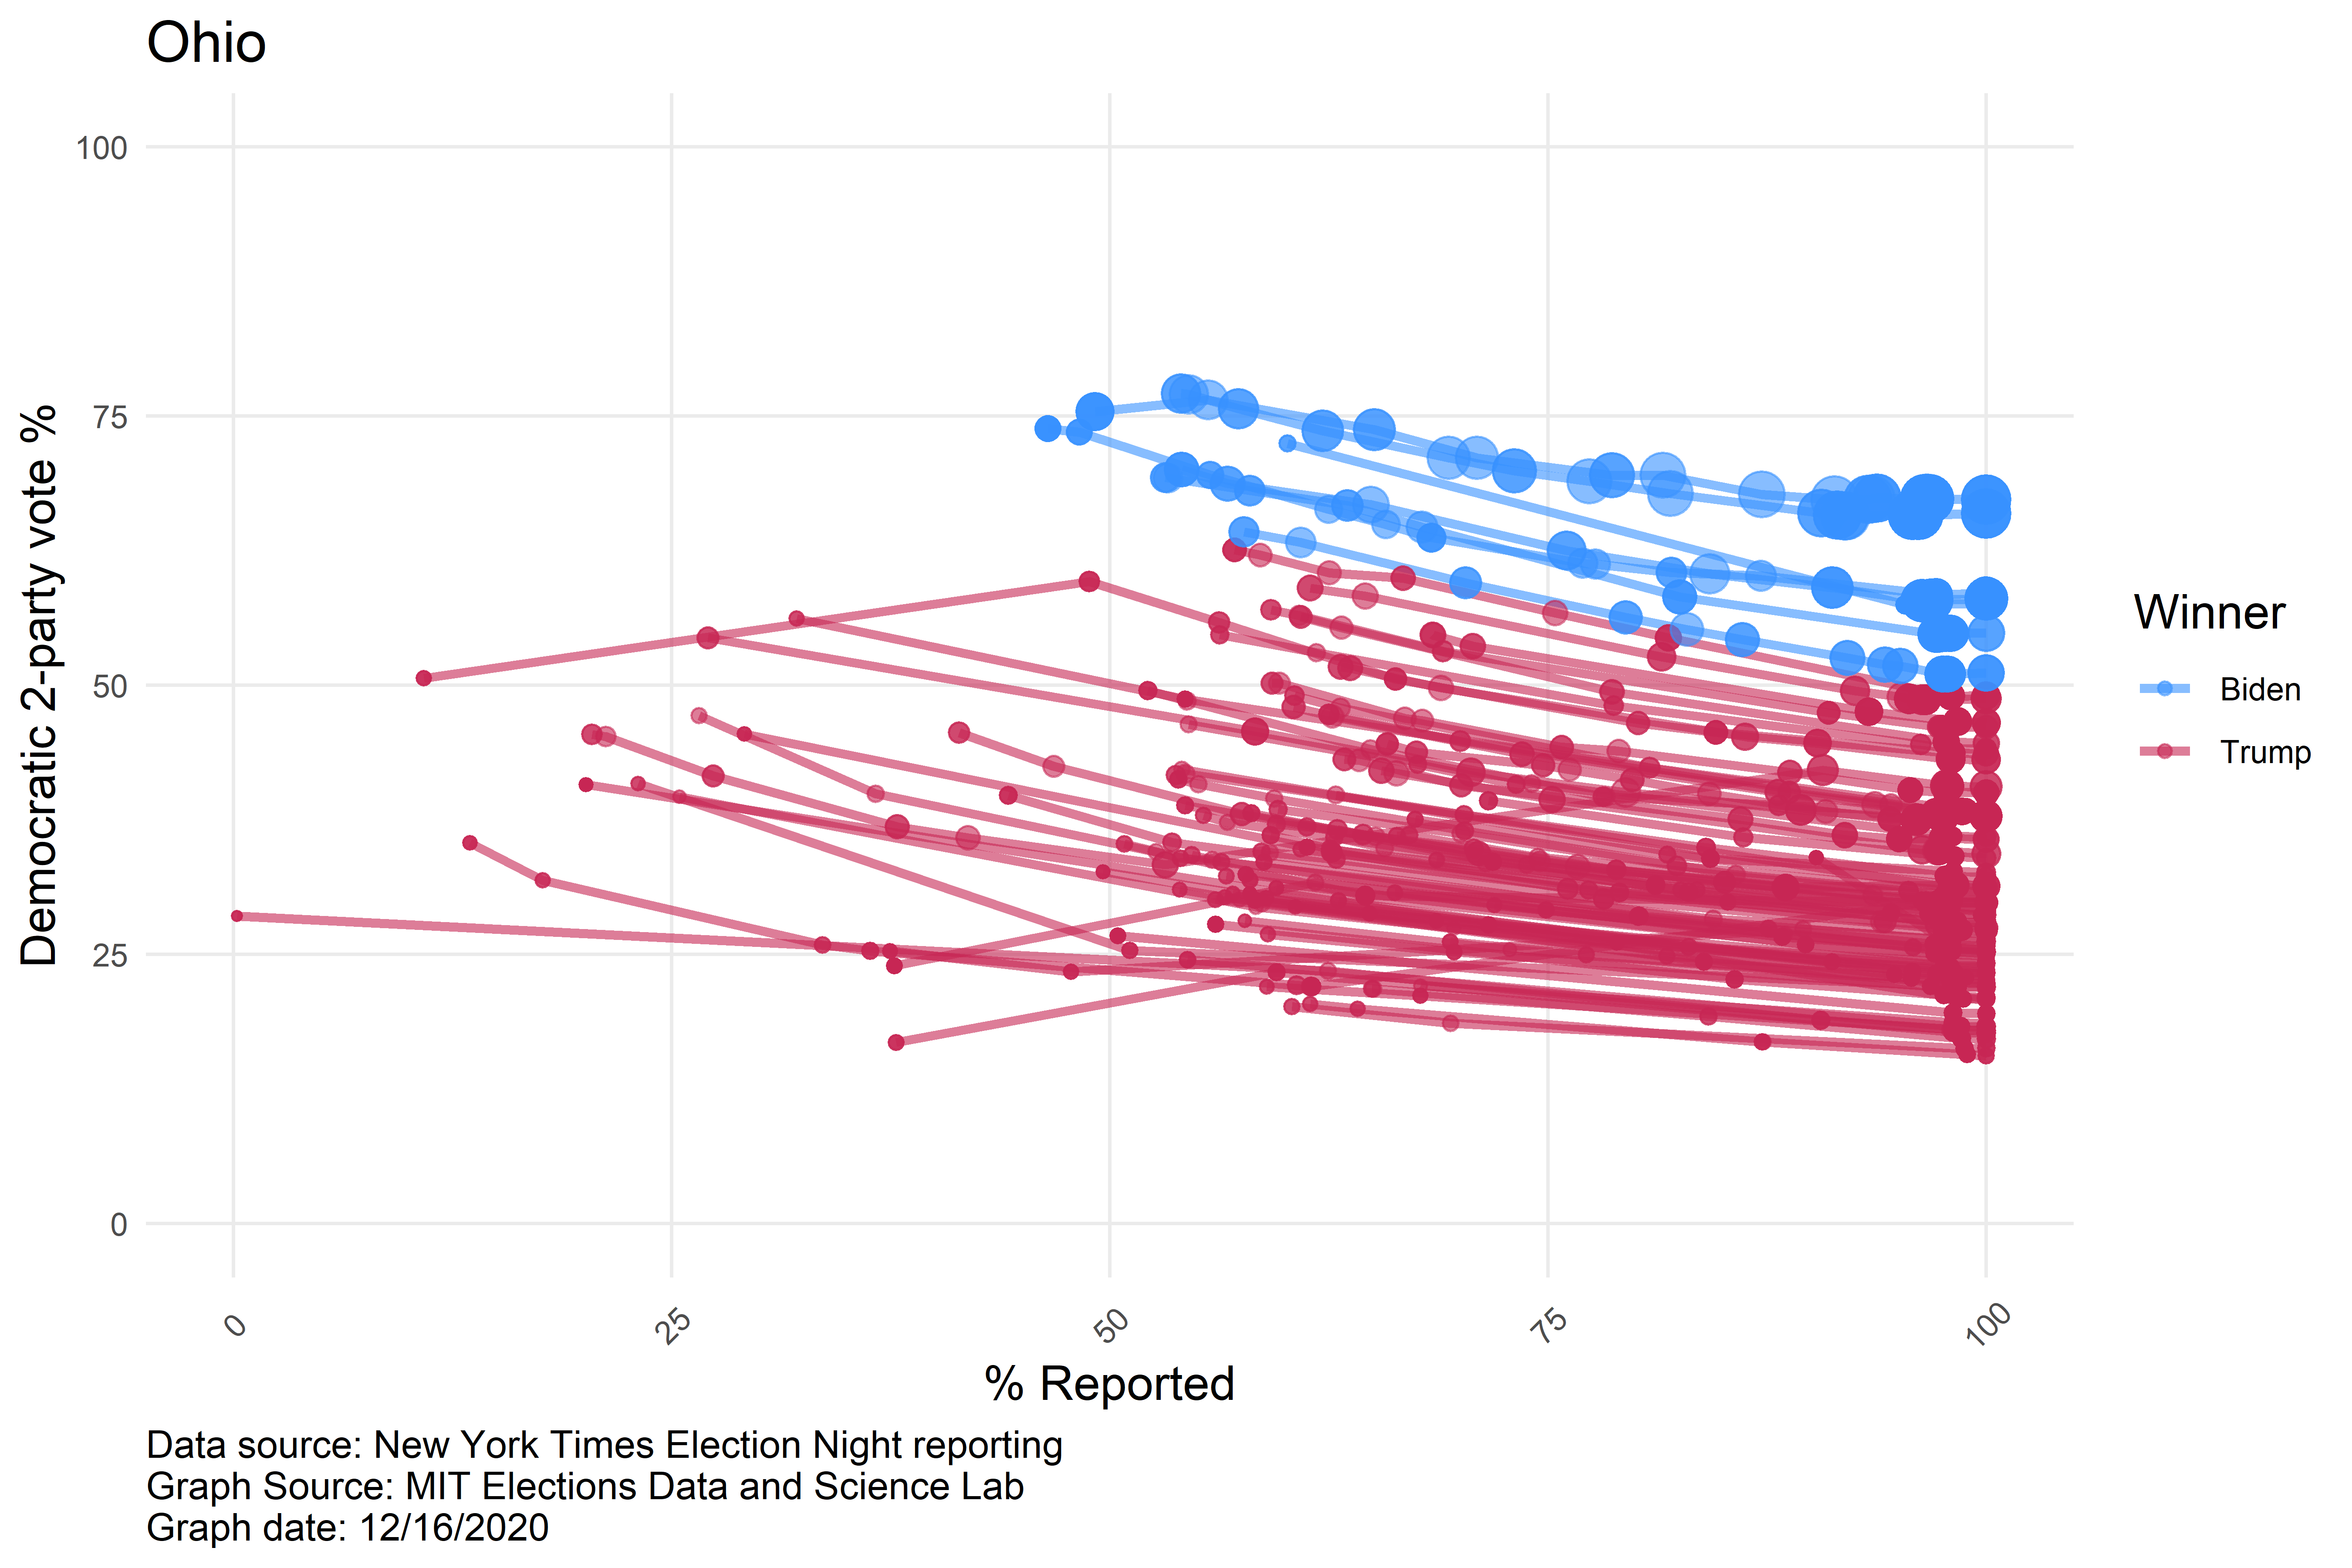 Ohio
100
75
50
25
0
Democratic 2-party vote %
0
25
50
75
100
% Reported
Winner
Biden
Trump
Data source: New York Times Election Night reporting
Graph Source: MIT Elections Data and Science Lab
Graph date: 12/16/2020